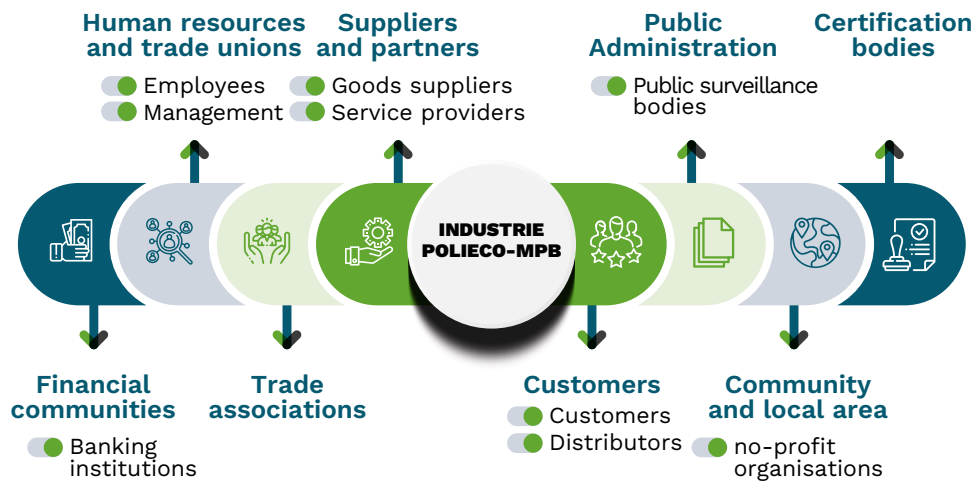 Human resources
and trade unions
Employees
Management
Suppliers
and partners
Goods suppliers
Service providers
Public
Administration
Public surveillance
bodies
Certification
bodies
INDUSTRIE
POLIECO-MPB
Financial
communities
Banking
institutions
Trade
associations
Customers
Customers
Distributors
Community
and local area
no-profit
organisations